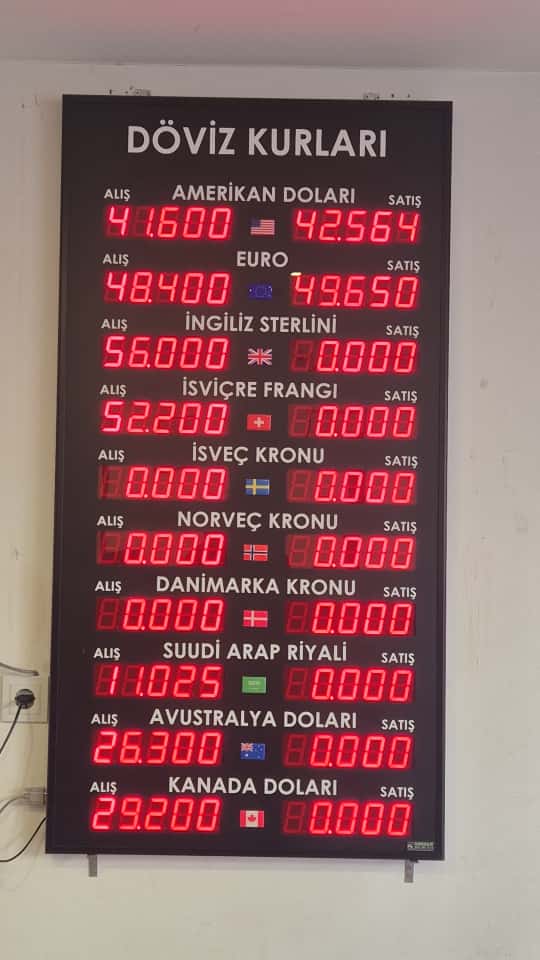 DÖVİZ KURLARI
ALIŞ AMERİKAN DOLARI SATIŞ
41.600 42.564
ALIŞ EURO SATIŞ
48.400 49.650
ALIŞ İNGİLİZ STERLİNİ SATIŞ
56.000 0.000
ALIŞ İSVİÇRE FRANGI SATIŞ
52.200 0.000
ALIŞ İSVEÇ KRONU SATIŞ
0.000 0.000
ALIŞ NORVEÇ KRONU SATIŞ
0.000 0.000
ALIŞ DANİMARKA KRONU SATIŞ
0.000 0.000
ALIŞ SUUDİ ARAP RİYALİ SATIŞ
11.025 0.000
ALIŞ AVUSTRALYA DOLARI SATIŞ
26.300 0.000
ALIŞ KANADA DOLARI SATIŞ
29.200 0.000